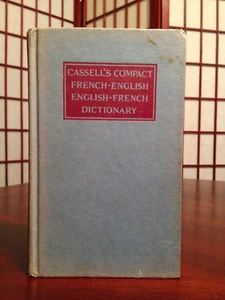 CASSELL'S COMPACT
FRENCH-ENGLISH
ENGLISH-FRENCH
DICTIONARY